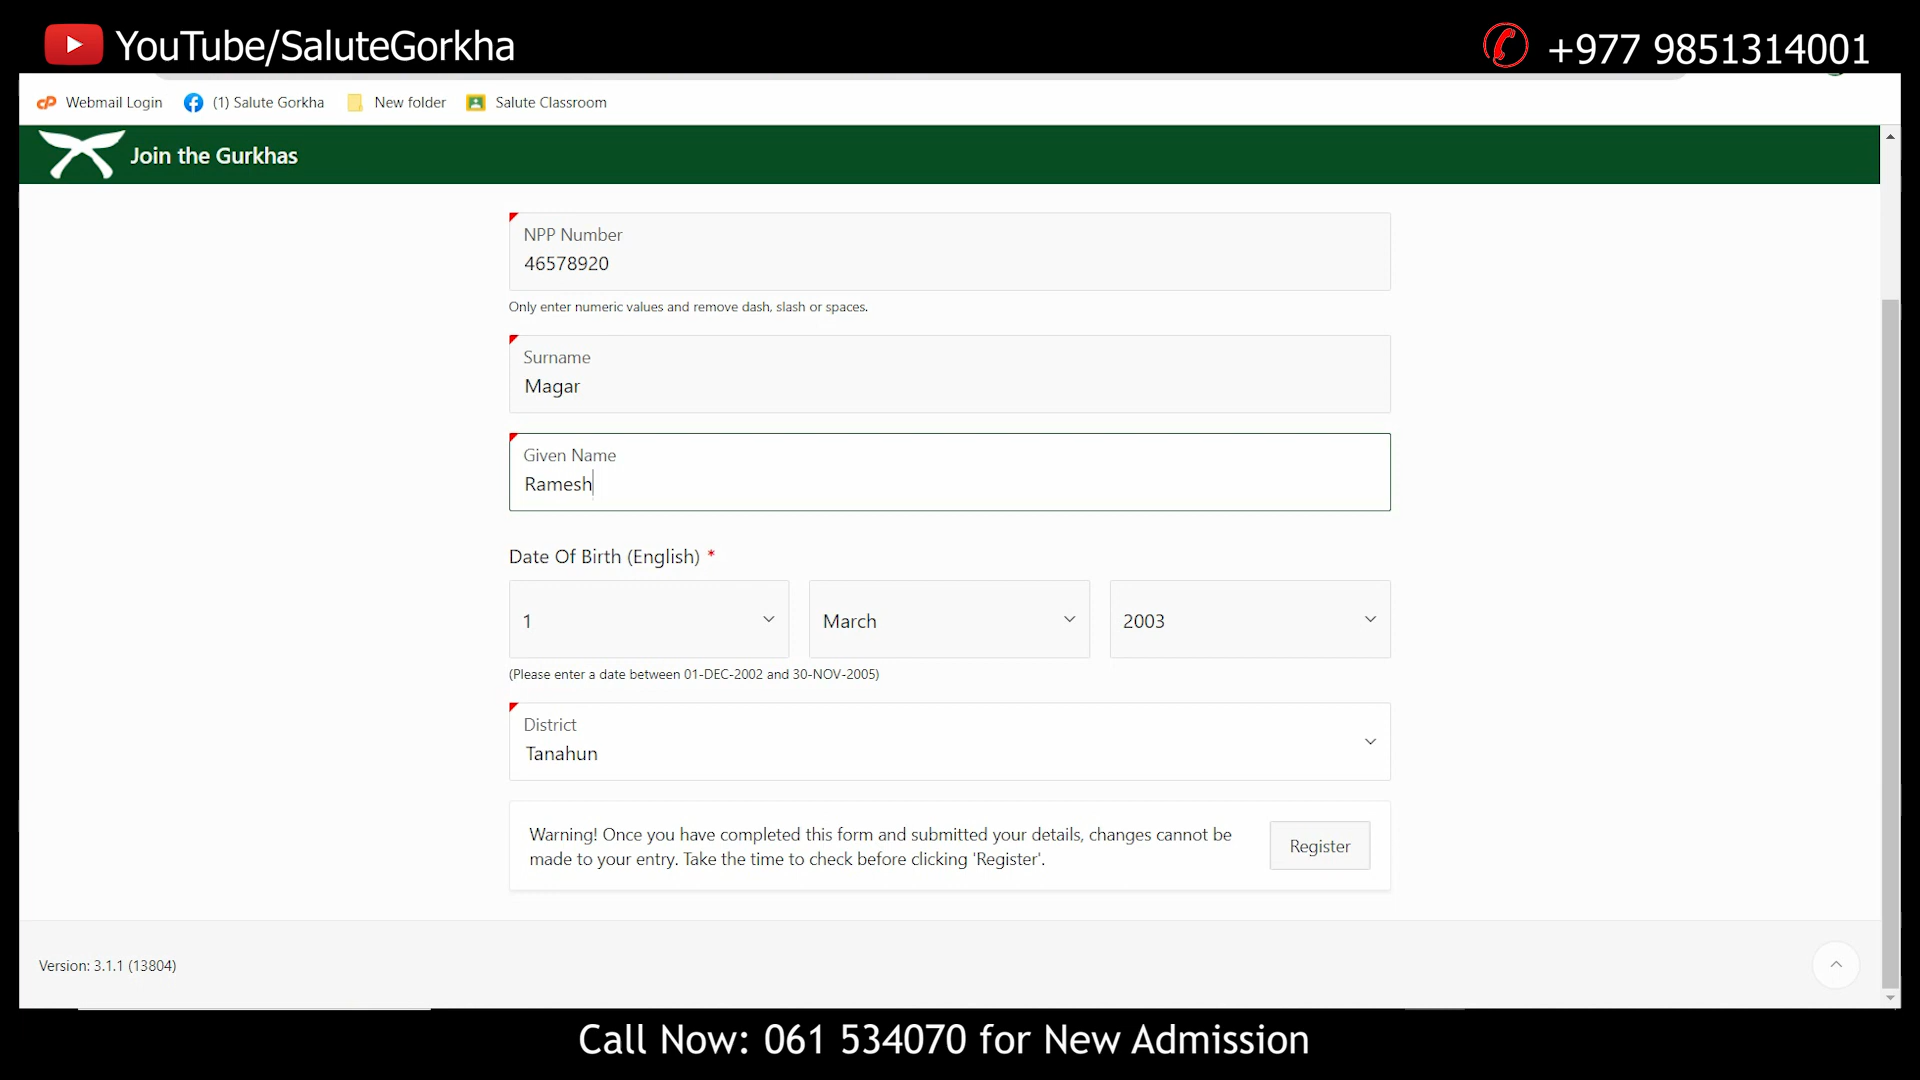 YouTube/SaluteGorkha
+977 9851314001
Webmail Login
(1) Salute Gorkha
New folder
Salute Classroom
Join the Gurkhas
NPP Number
46578920
Only enter numeric values and remove dash, slash or spaces.
Surname
Magar
Given Name
Ramesh
Date Of Birth (English) *
1
March
2003
(Please enter a date between 01-DEC-2002 and 30-NOV-2005)
District
Tanahun
Warning! Once you have completed this form and submitted your details, changes cannot be
made to your entry. Take the time to check before clicking 'Register'.
Register
Version: 3.1.1 (13804)
Call Now: 061 534070 for New Admission